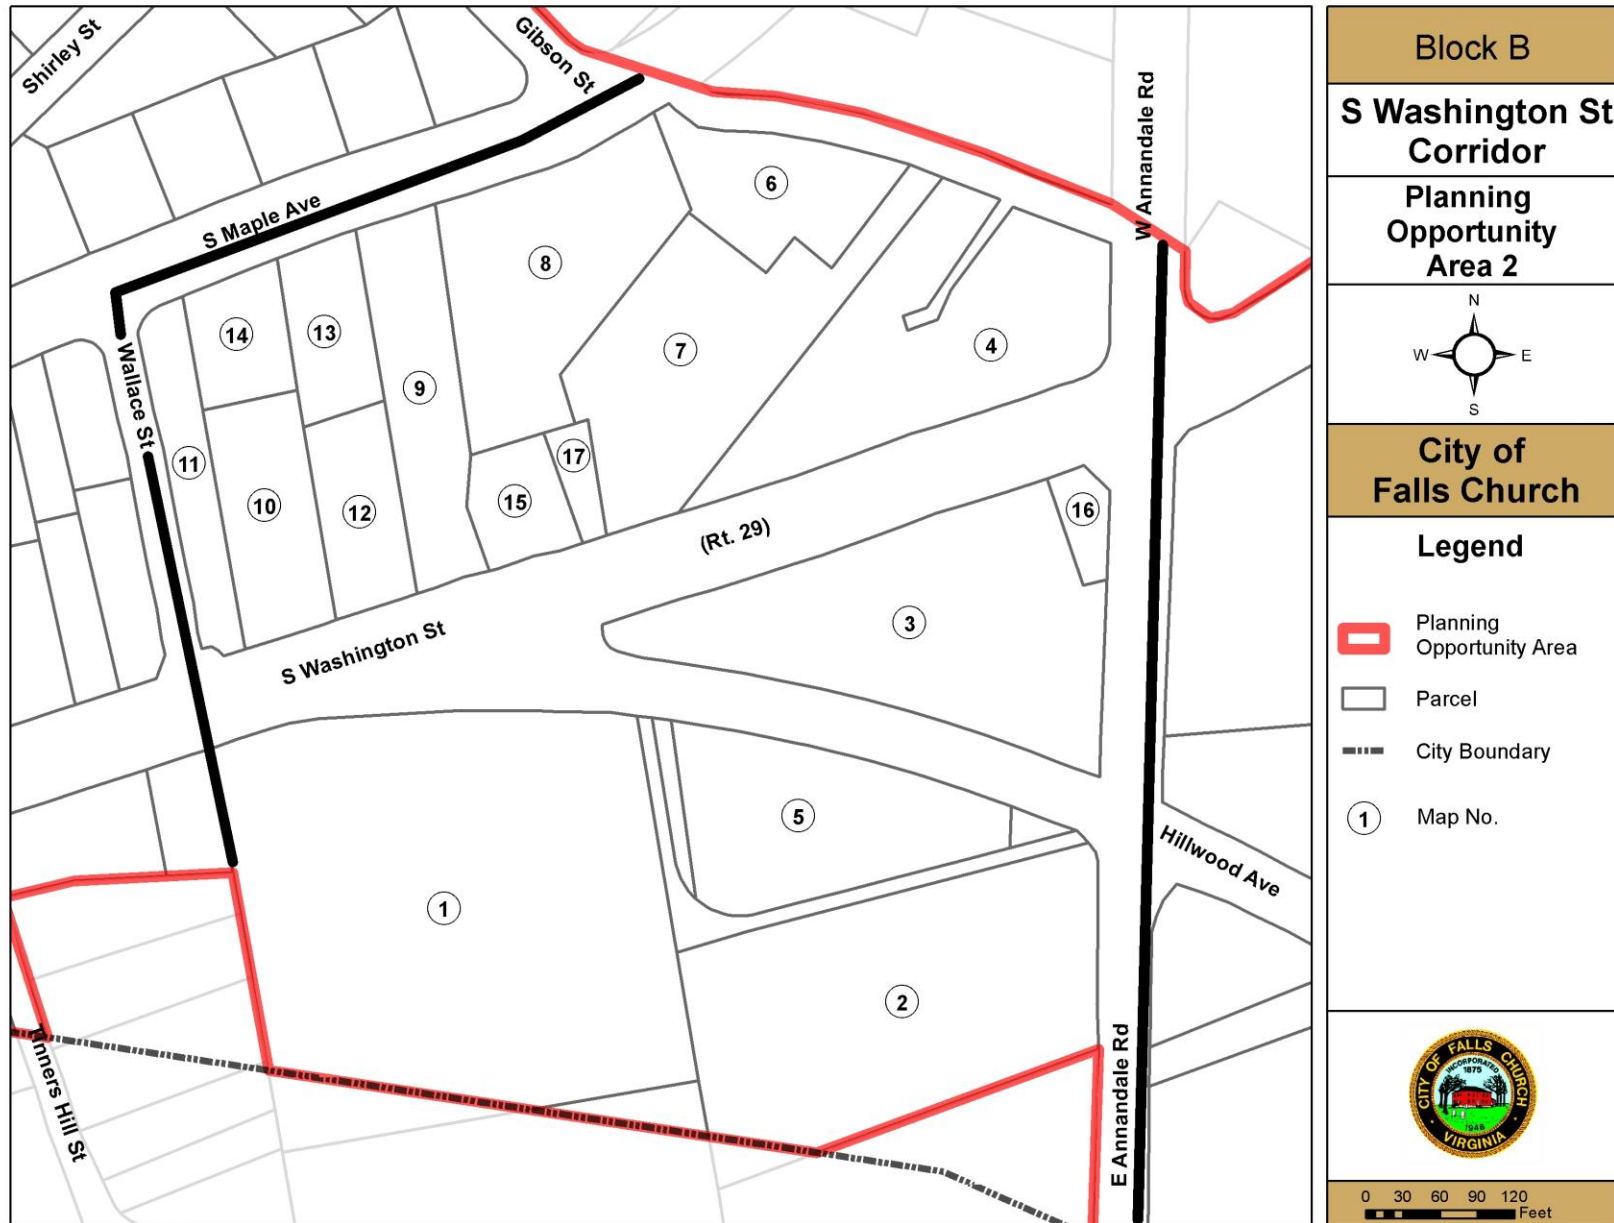 Shirley St
Gibson St
S Maple Ave
W Annandale Rd
Wallace St
6
8
14
13
7
4
9
11
17
10
12
15
16
(Rt. 29)
3
S Washington St
5
Hillwood Ave
1
2
Tinners Hill St
E Annandale Rd
Block B
S Washington St
Corridor
Planning
Opportunity
Area 2
N
W
E
S
City of
Falls Church
Legend
Planning
Opportunity Area
Parcel
City Boundary
1
Map No.
CITY OF FALLS CHURCH
INCORPORATED
1875
1948
VIRGINIA
0 30 60 90 120
Feet